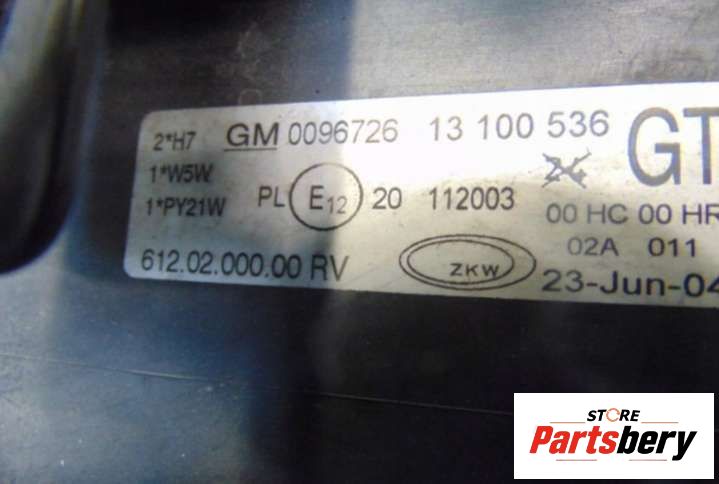 2*H7 GM 0096726 13 100 536 GT
1*W5W
1*PY21W PL E12 20 112003 00 HC 00 HR
02A 011
612.02.000.00 RV ZKW 23-Jun-04
STORE
Partsbery